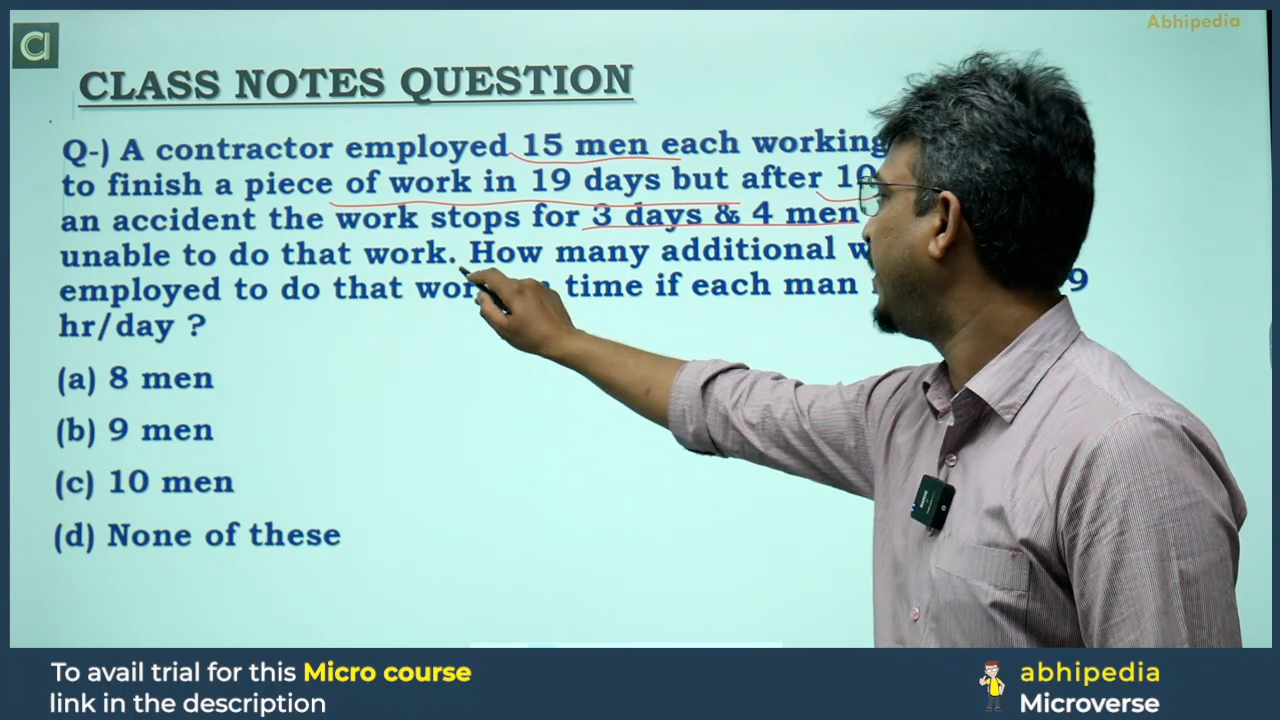 Abhipedia
a
CLASS NOTES QUESTION
Q-) A contractor employed 15 men each working
to finish a piece of work in 19 days but after 10
an accident the work stops for 3 days & 4 men
unable to do that work. How many additional
employed to do that time if each man 9
hr/day ?
(a) 8 men
(b) 9 men
(c) 10 men
(d) None of these
To avail trial for this Micro course
link in the description
abhipedia
Microverse